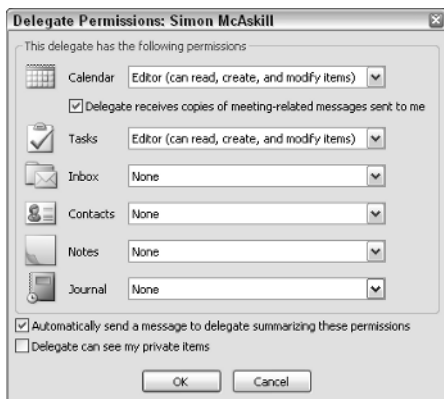 Delegate Permissions: Simon McAskill
This delegate has the following permissions
Calendar Editor (can read, create, and modify items)
Delegate receives copies of meeting-related messages sent to me
Tasks Editor (can read, create, and modify items)
Inbox None
Contacts None
Notes None
Journal None
Automatically send a message to delegate summarizing these permissions
Delegate can see my private items
OK Cancel